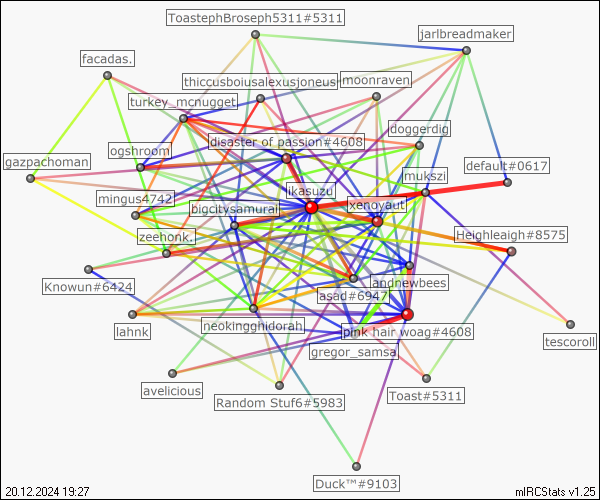 ToastephBroseph5311#5311
jarlbreadmaker
facadas.
thiccusboiusalexusjoneusi
moonraven
turkey_mcnugget
doggerdig
disaster of passion#4608
ogshroom
gazpachoman
default#0617
mukszi
ikasuzu
mingus4742
xenoyaut
bigcitysamurai
zeehonk.
Heighleaigh#8575
Knowun#6424
landnewbees
asad#6947
lahnk
neokingghidorah
pink hair woag#4608
tescoroll
gregor_samsa
avelicious
Toast#5311
Random Stuf6#5983
Duck™#9103
20.12.2024 19:27
mIRCStats v1.25